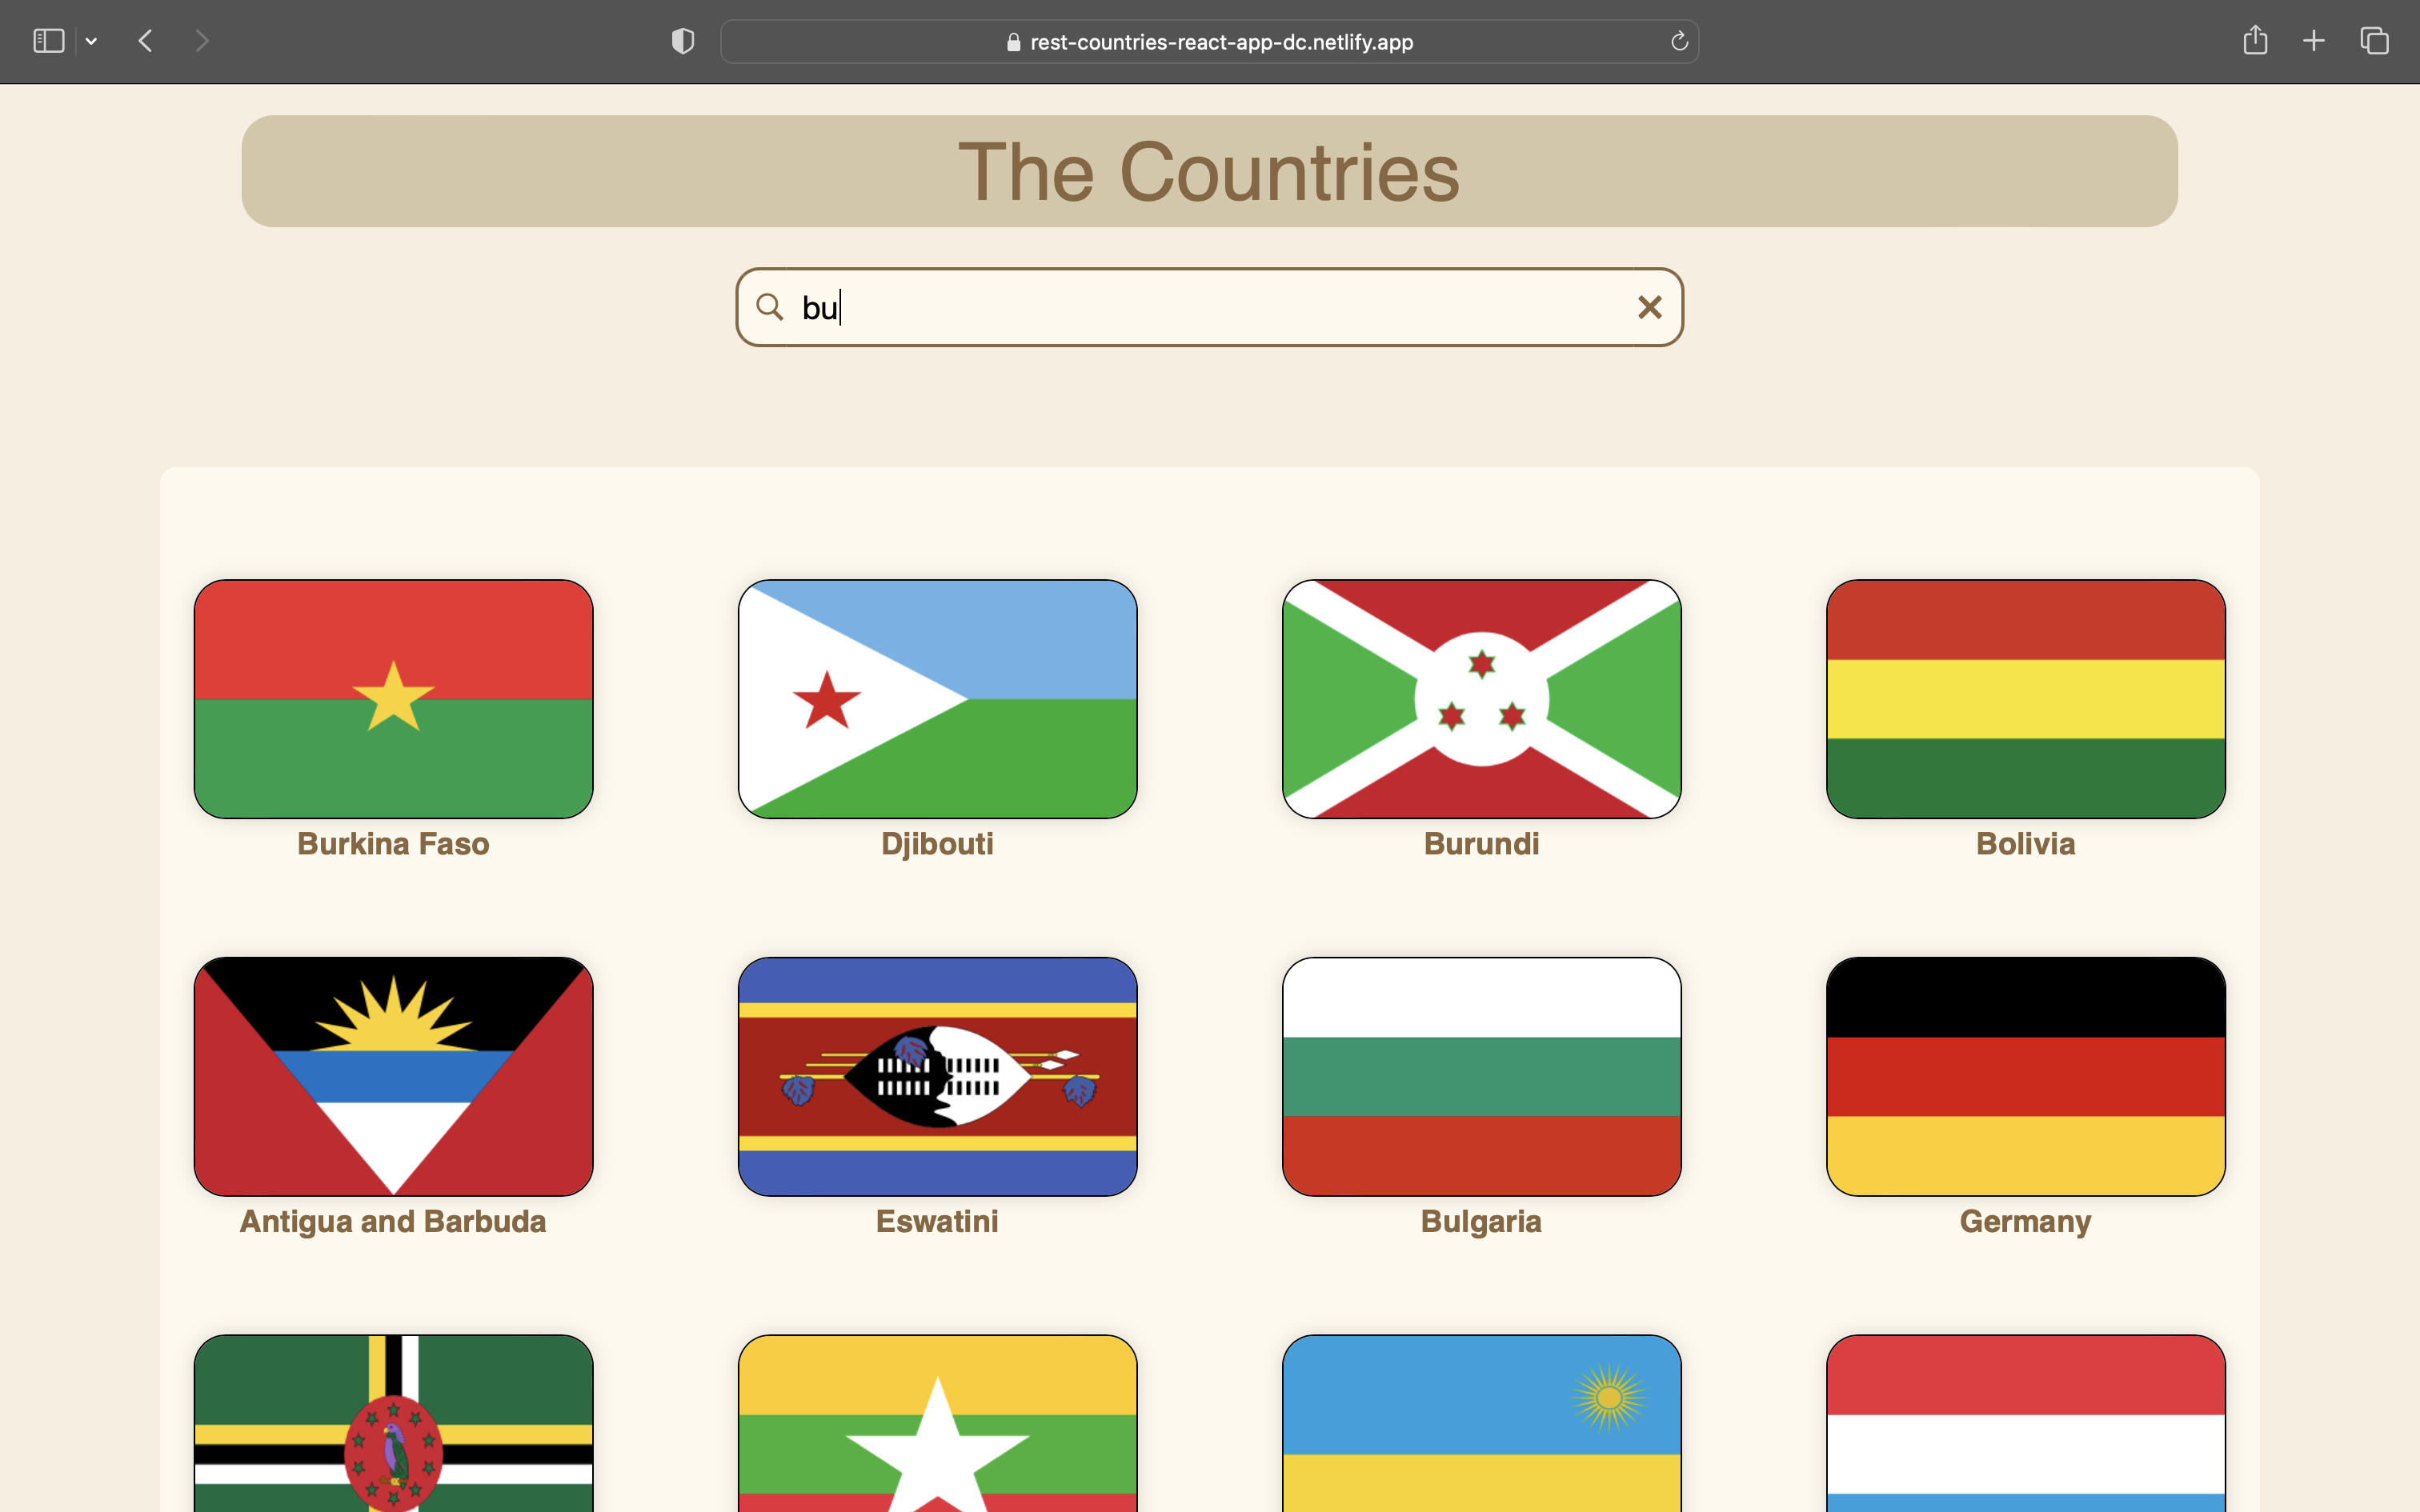 rest-countries-react-app-dc.netlify.app
The Countries
bu
Burkina Faso
Djibouti
Burundi
Bolivia
Antigua and Barbuda
Eswatini
Bulgaria
Germany